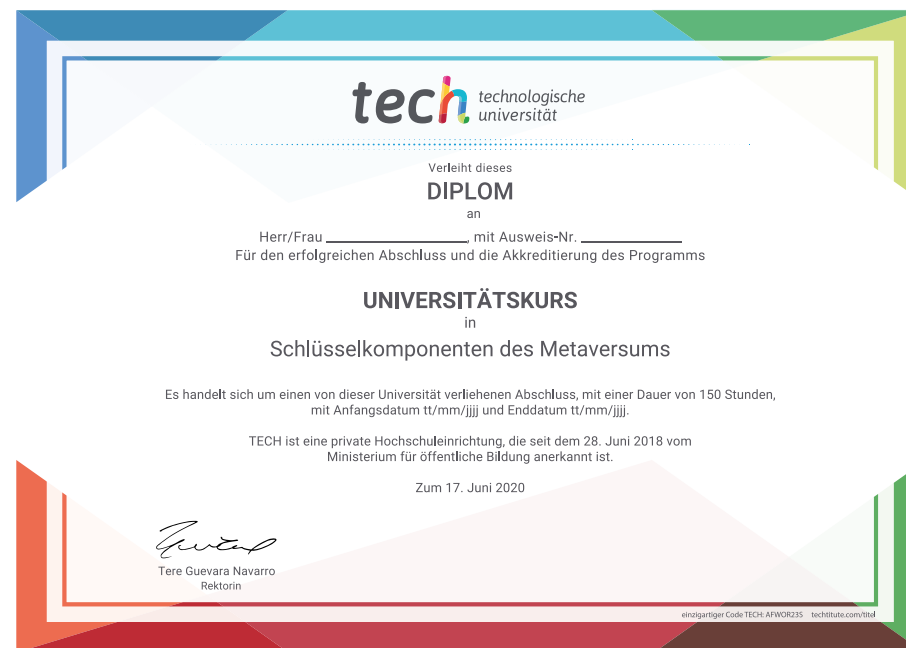 tech technologische
universität
Verleiht dieses
DIPLOM
an
Herr/Frau ____________, mit Ausweis-Nr. ____________
Für den erfolgreichen Abschluss und die Akkreditierung des Programms
UNIVERSITÄTSKURS
in
Schlüsselkomponenten des Metaversums
Es handelt sich um einen von dieser Universität verliehenen Abschluss, mit einer Dauer von 150 Stunden,
mit Anfangsdatum tt/mm/jjjj und Enddatum tt/mm/jjjj.
TECH ist eine private Hochschuleinrichtung, die seit dem 28. Juni 2018 vom
Ministerium für öffentliche Bildung anerkannt ist.
Zum 17. Juni 2020
Tere Guevara Navarro
Rektorin
einzigartiger Code TECH: AFWOR23S techtitute.com/titel